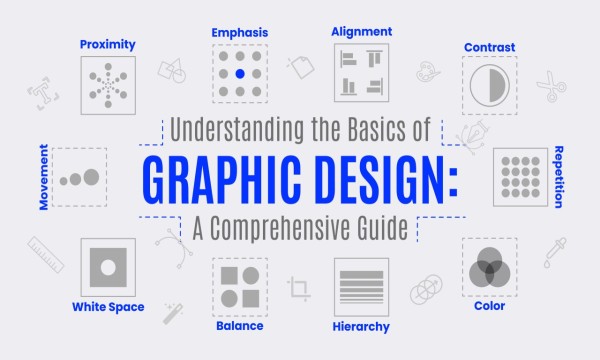 Proximity
Emphasis
Alignment
Contrast
Understanding the Basics of
GRAPHIC DESIGN:
A Comprehensive Guide
Movement
Repetition
White Space
Balance
Hierarchy
Color